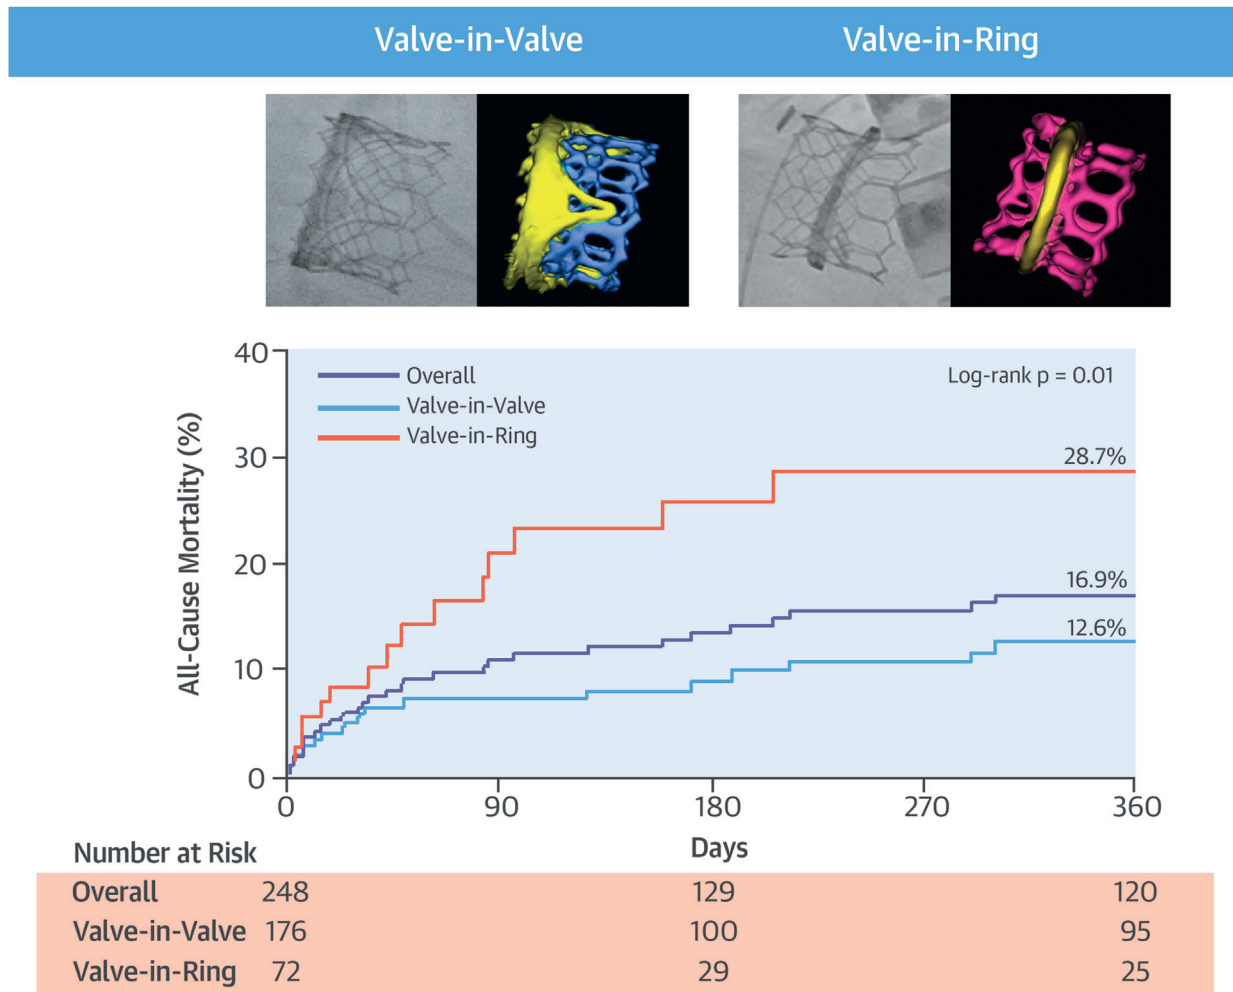 Valve-in-Valve Valve-in-Ring
40
30
20
10
0
All-Cause Mortality (%)
Overall
Valve-in-Valve
Valve-in-Ring
Log-rank p = 0.01
28.7%
16.9%
12.6%
0 90 180 270 360
Days
Number at Risk
Overall 248 129 120
Valve-in-Valve 176 100 95
Valve-in-Ring 72 29 25